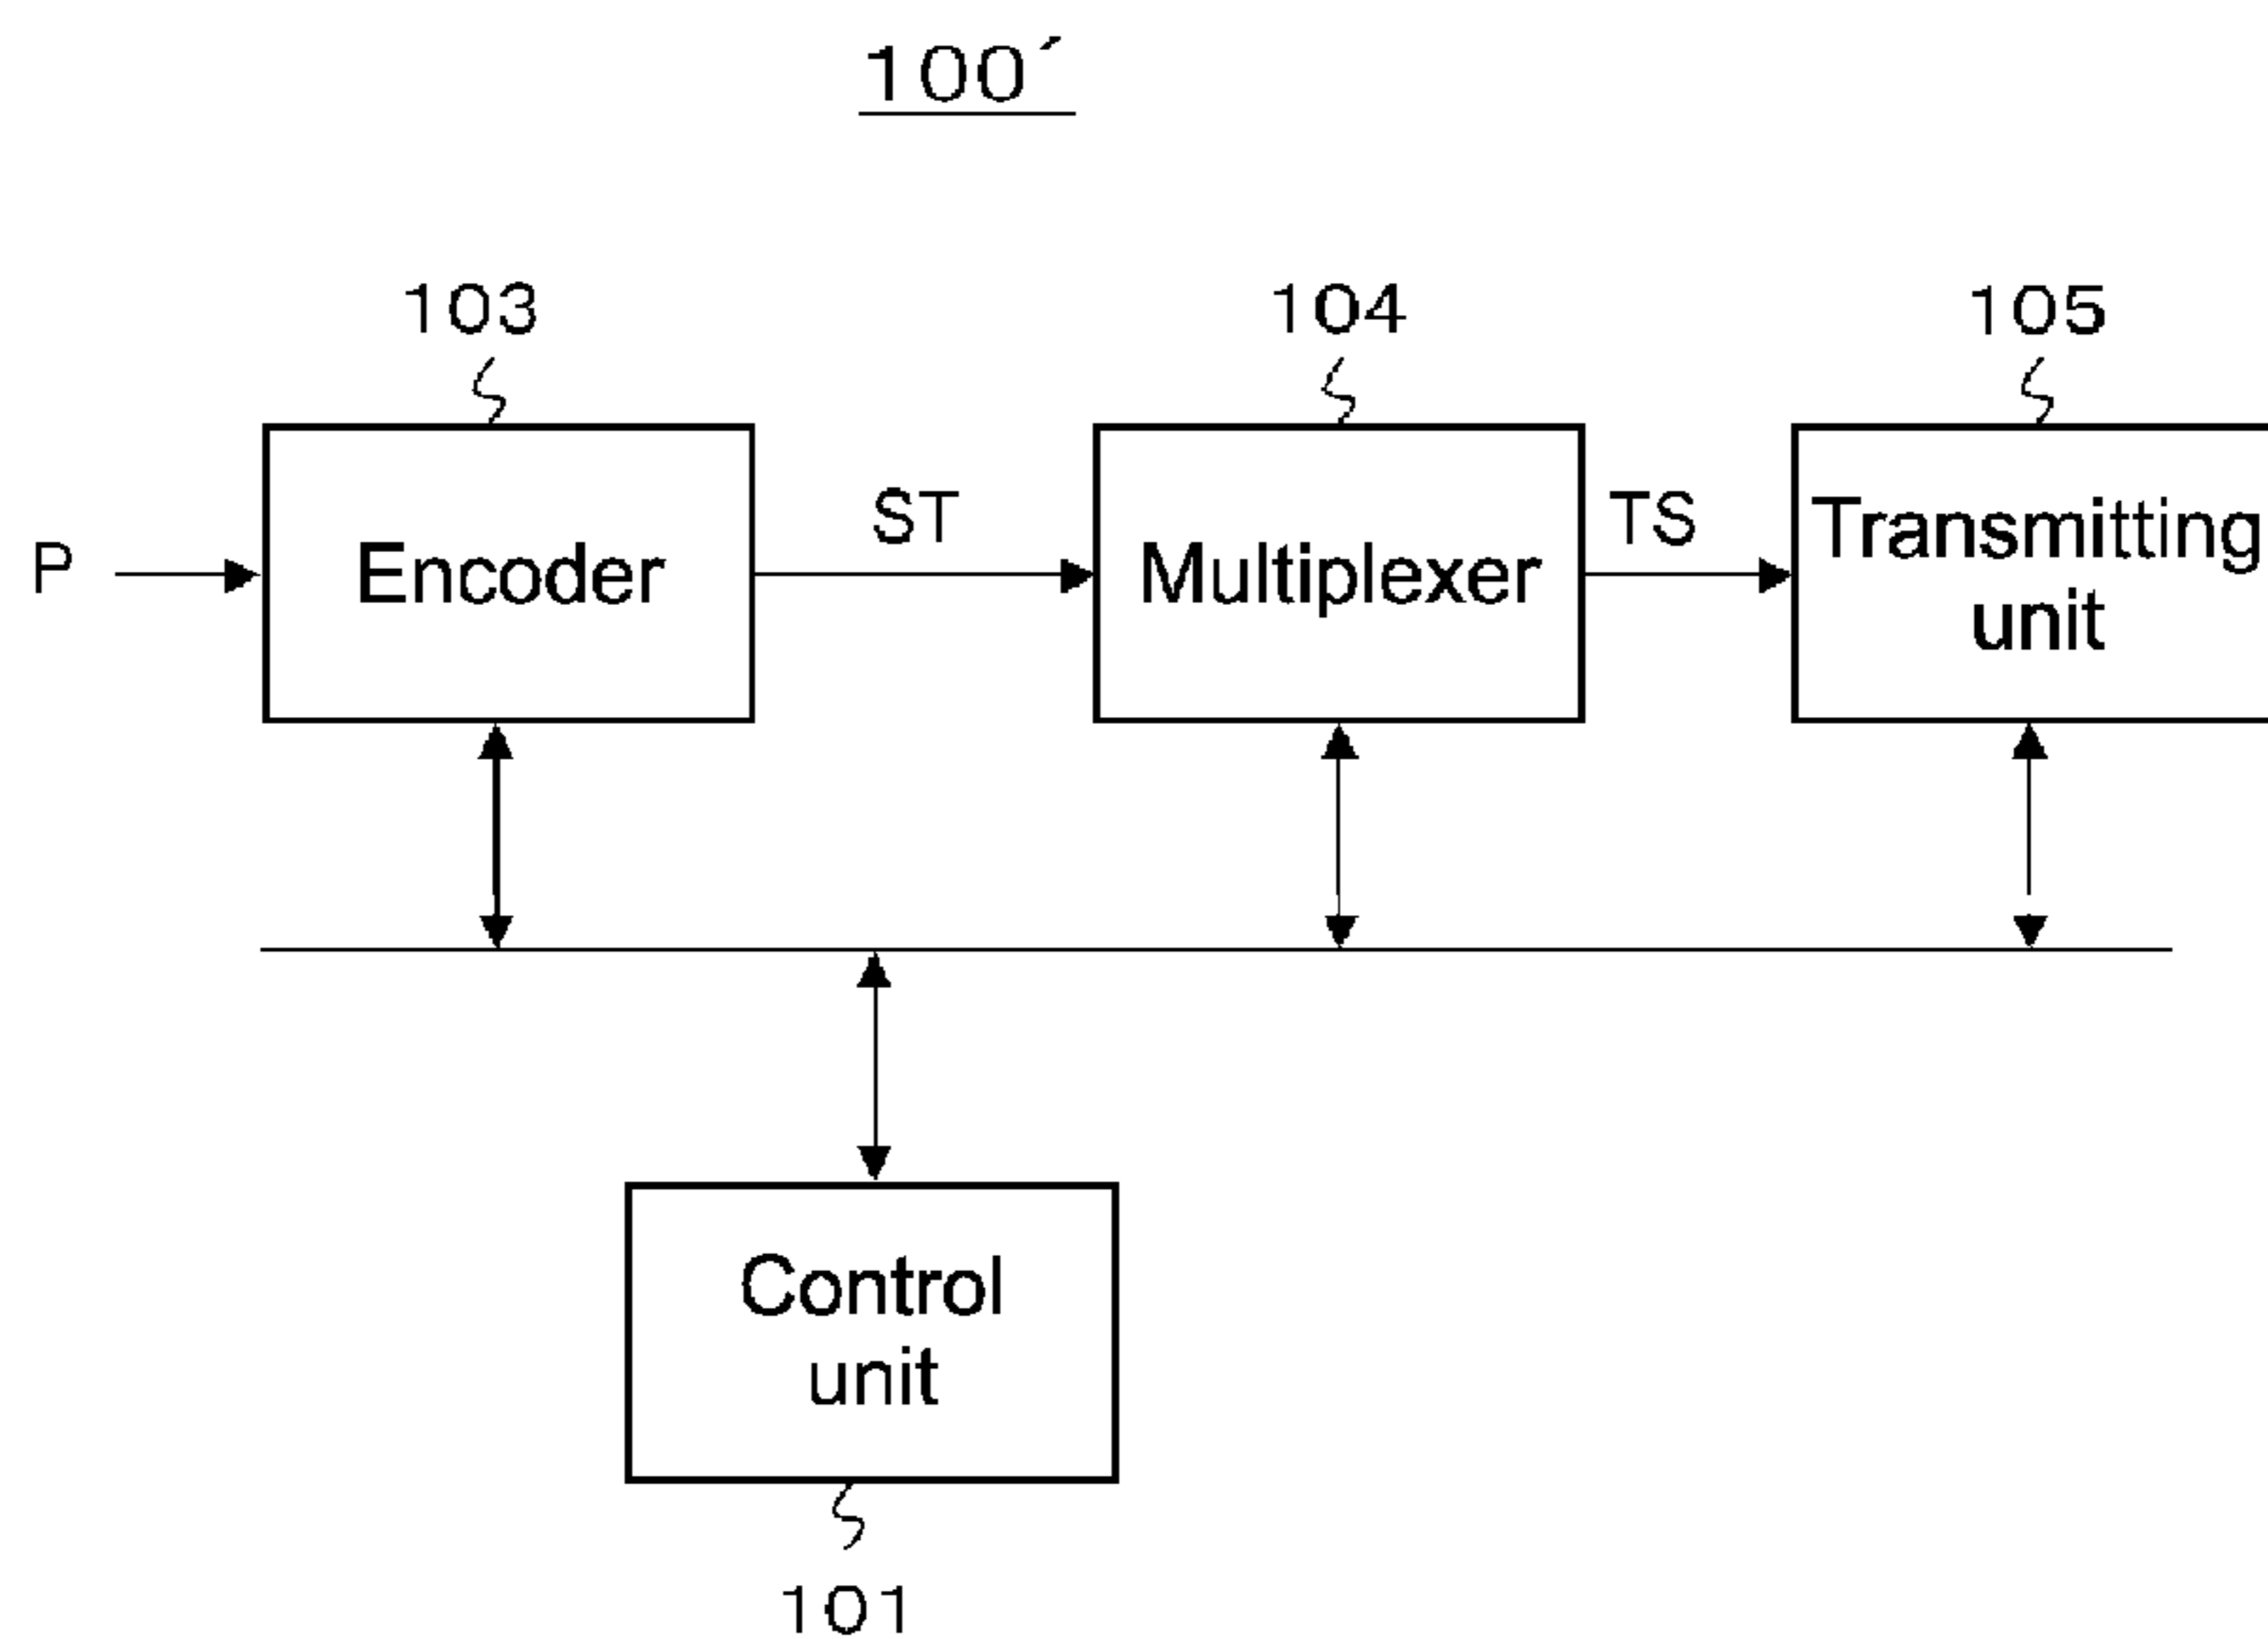 100´
103
104
105
P
Encoder
ST
Multiplexer
TS
Transmitting
unit
Control
unit
101